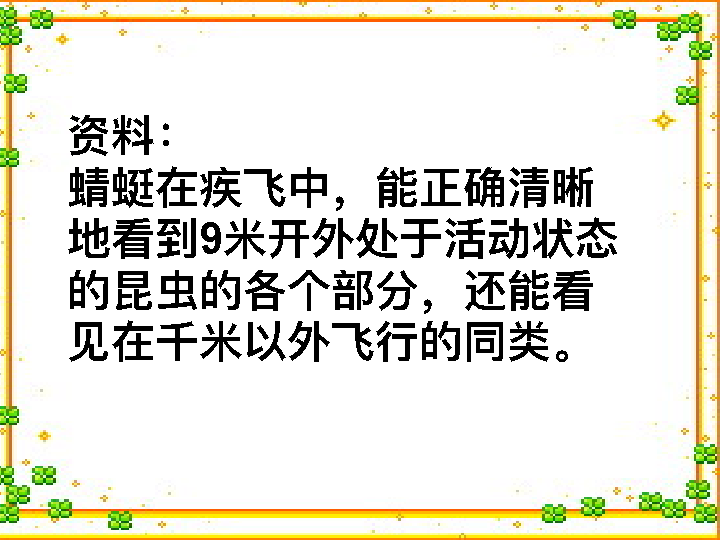 资料：
蜻蜓在疾飞中，能正确清晰
地看到9米开外处于活动状态
的昆虫的各个部分，还能看
见在千米以外飞行的同类。